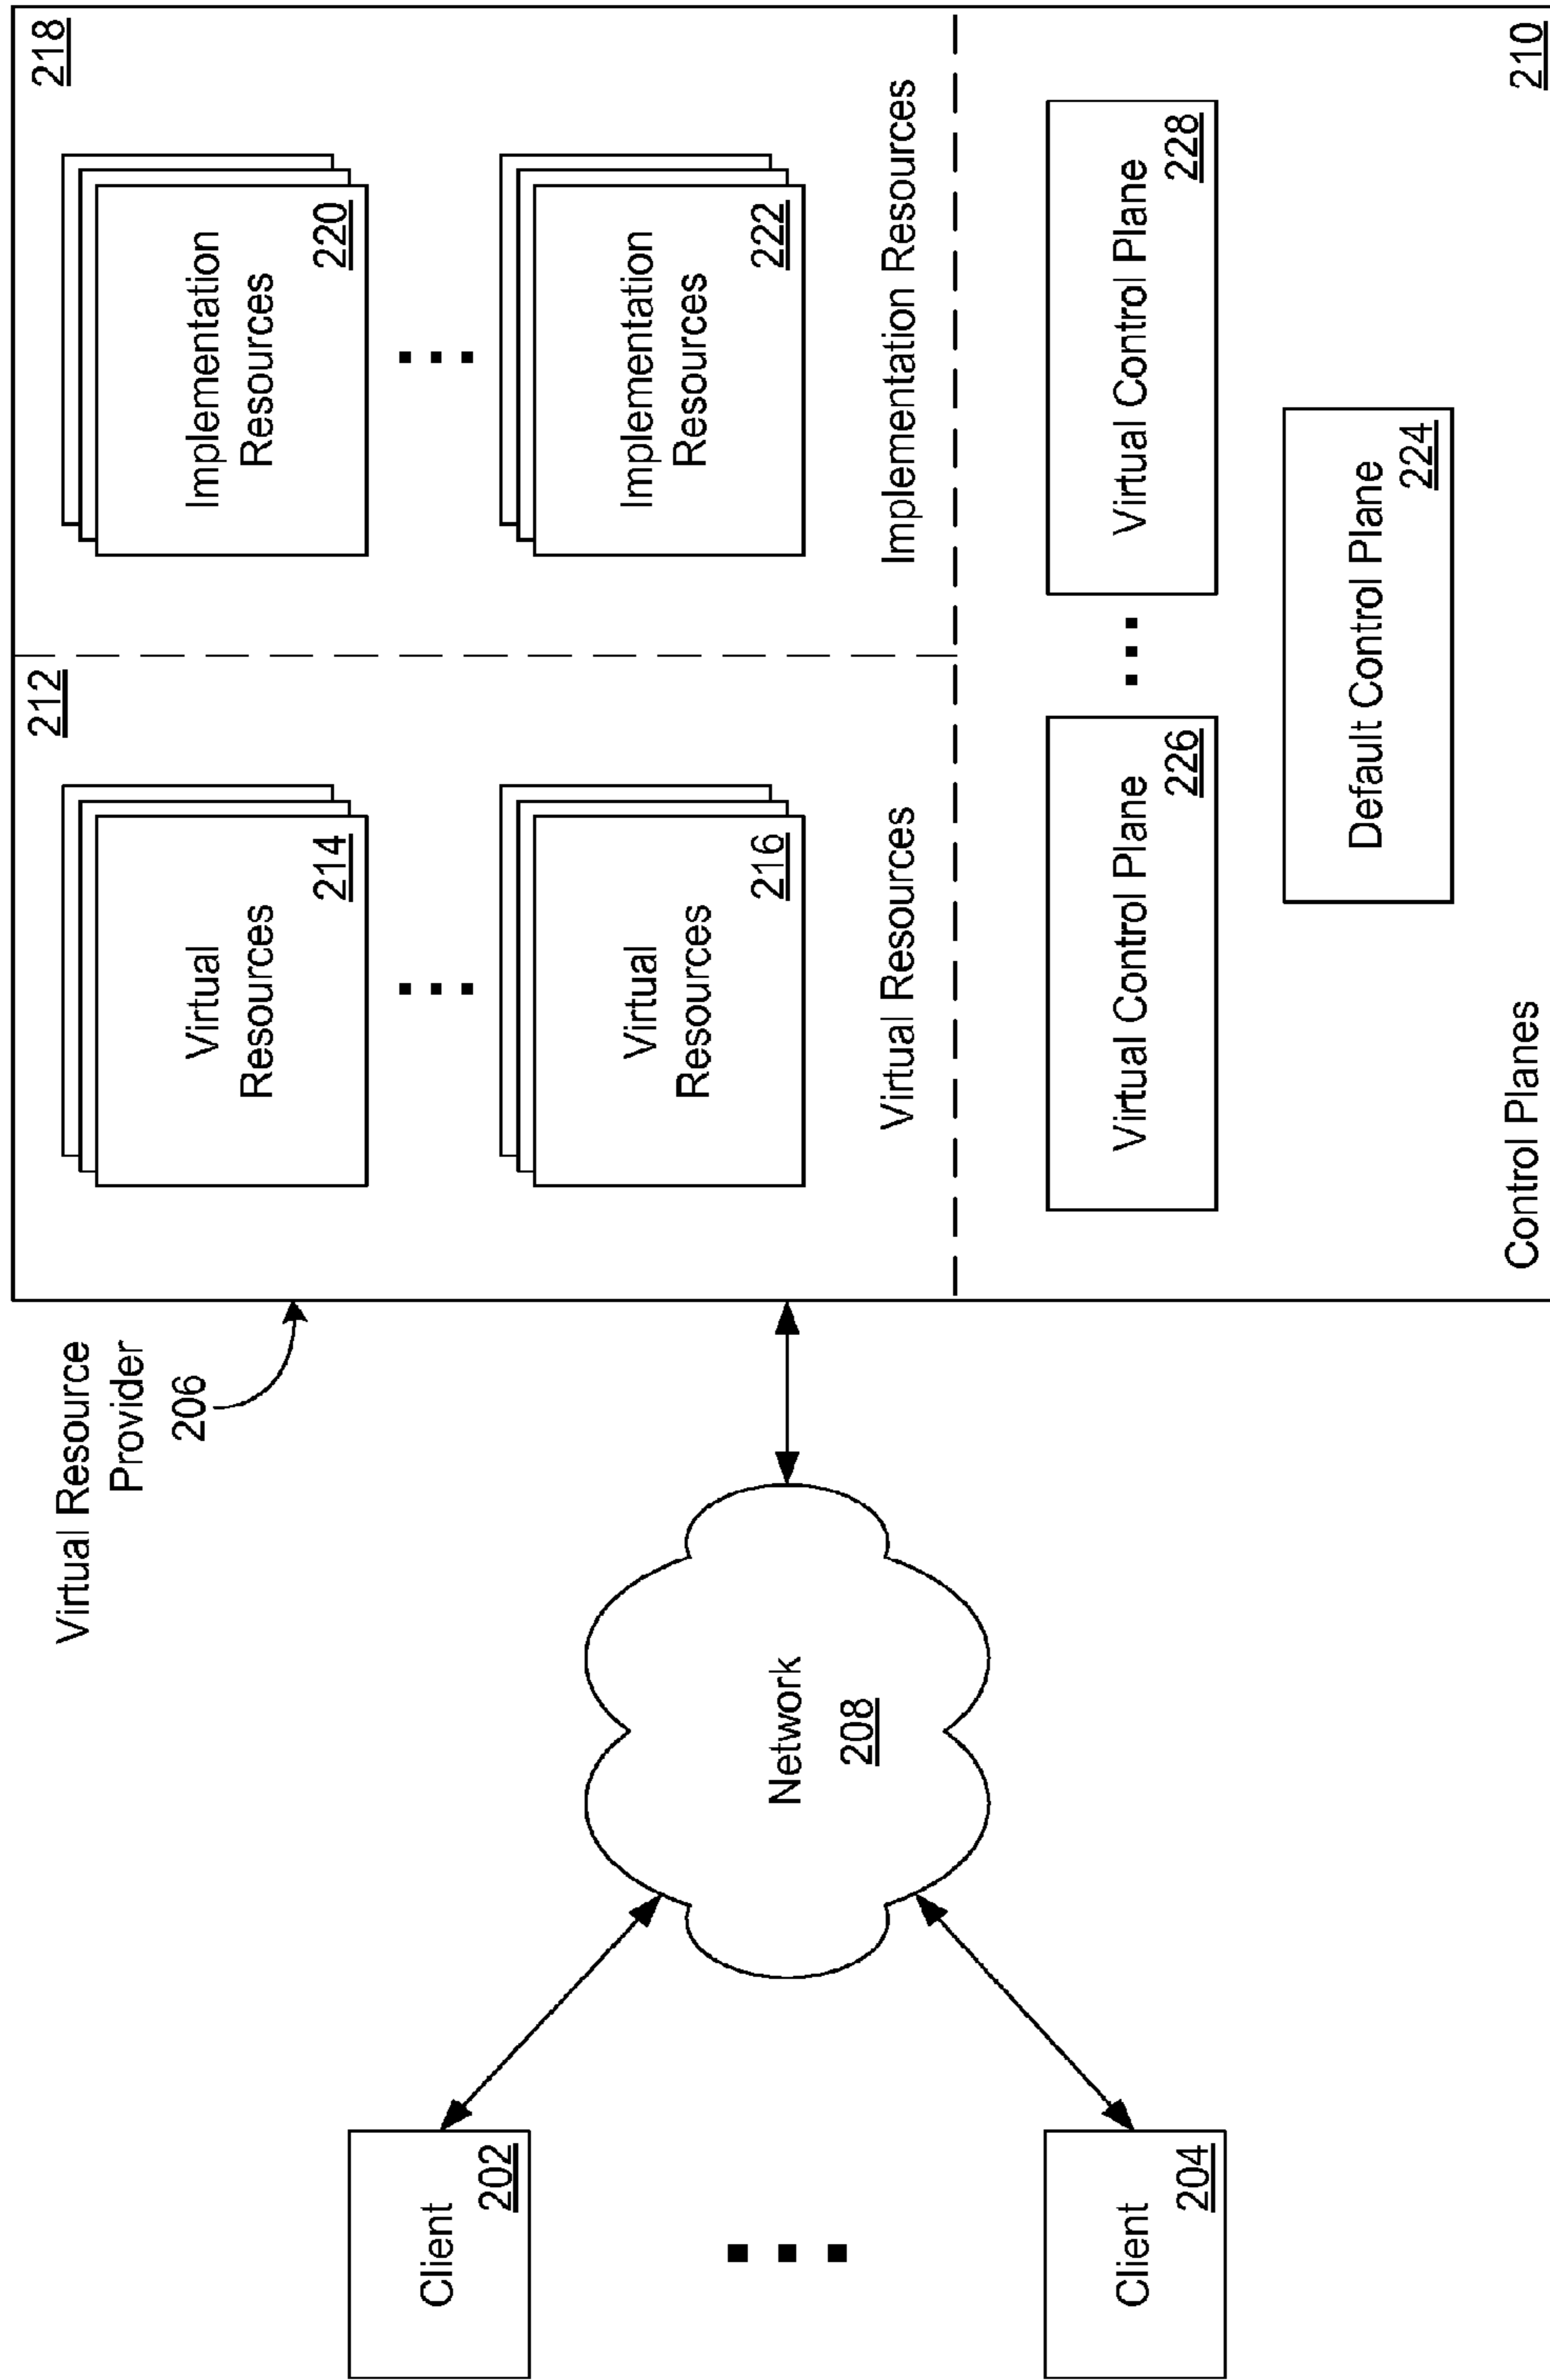 Virtual Resource
Provider
206
212
218
Virtual
Resources
214
Implementation
Resources
220
Virtual
Resources
216
Implementation
Resources
222
Virtual Resources
Implementation Resources
Client
202
Network
208
Client
204
Virtual Control Plane
226
Virtual Control Plane
228
Default Control Plane
224
Control Planes
210